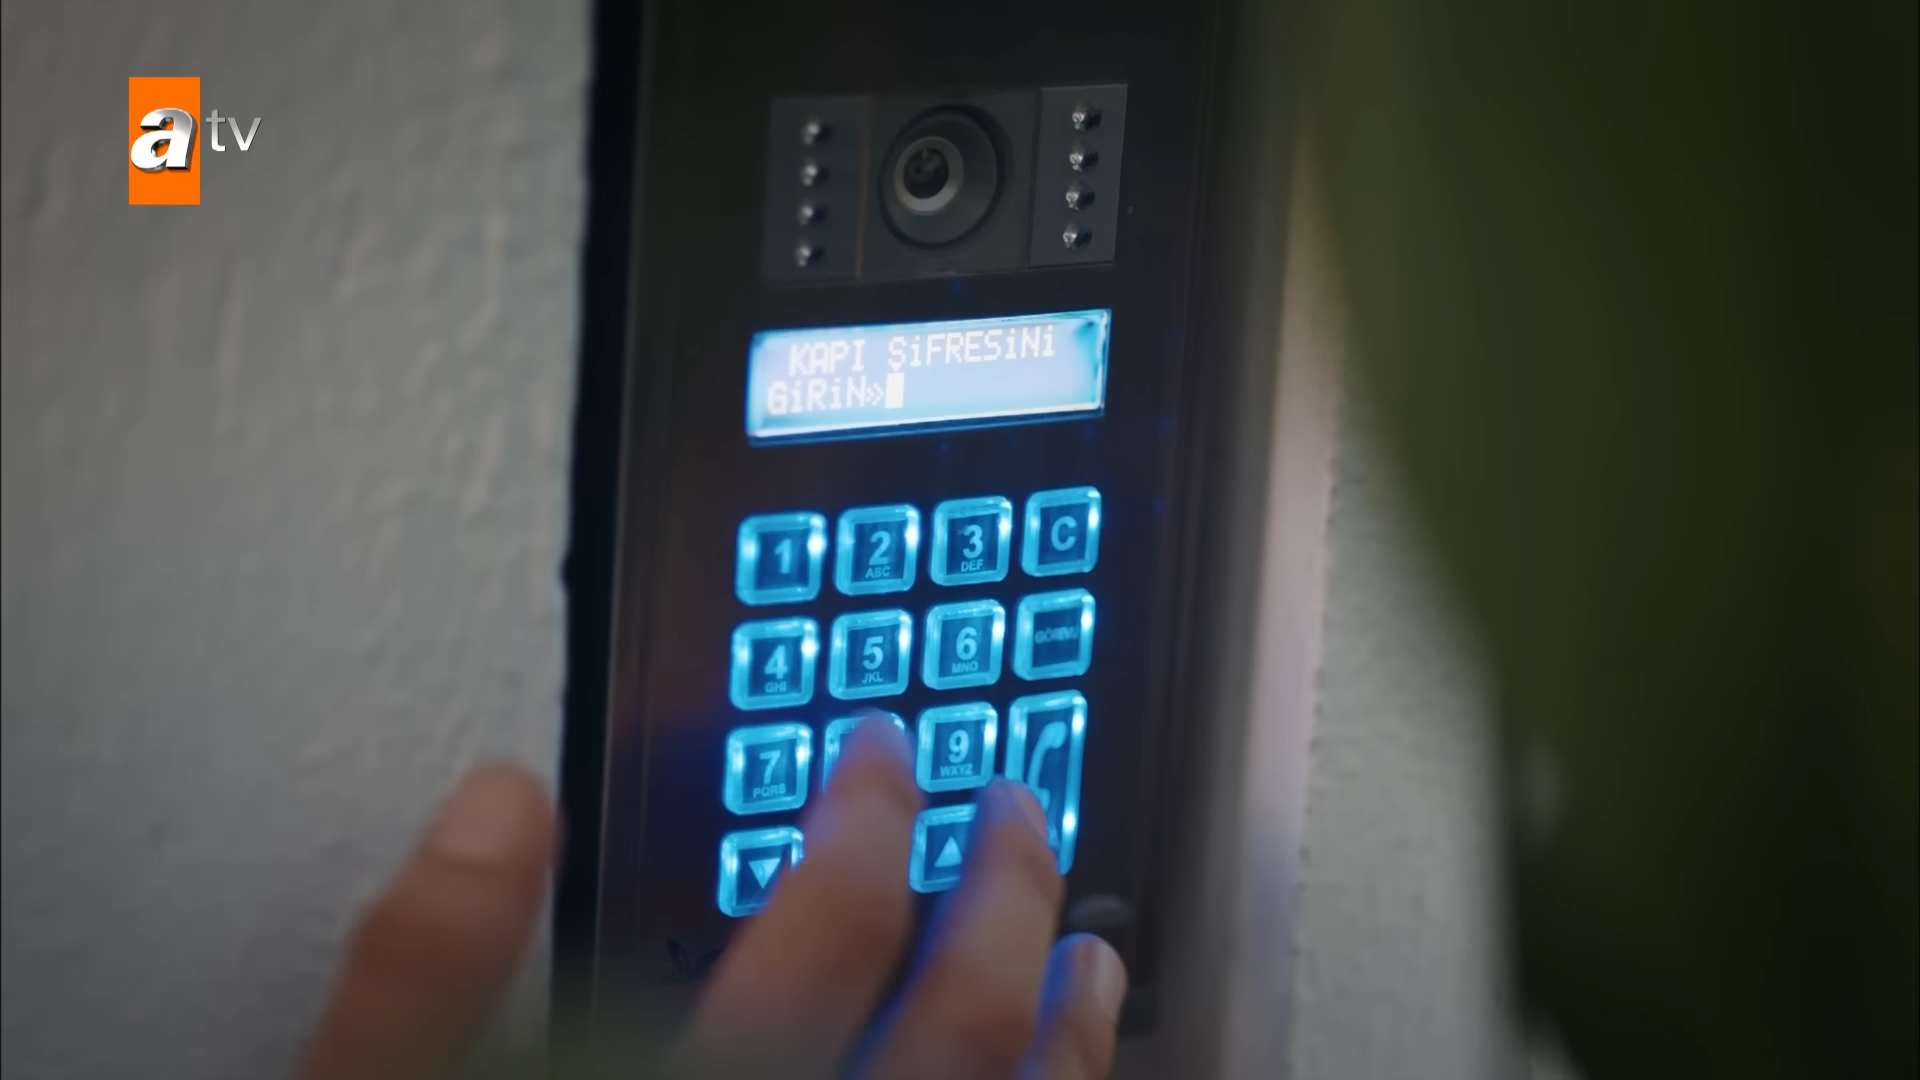 atv
KAPI ŞiFRESiNi
GiRiN»
1
2
ABC
3
DEF
C
4
GHI
5
JKL
6
MNO
7
PQRS
9
WXYZ